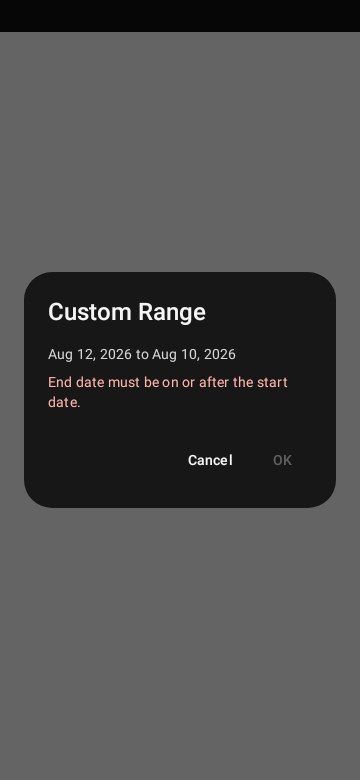 Custom Range
Aug 12, 2026 to Aug 10, 2026
End date must be on or after the start
date.
Cancel OK